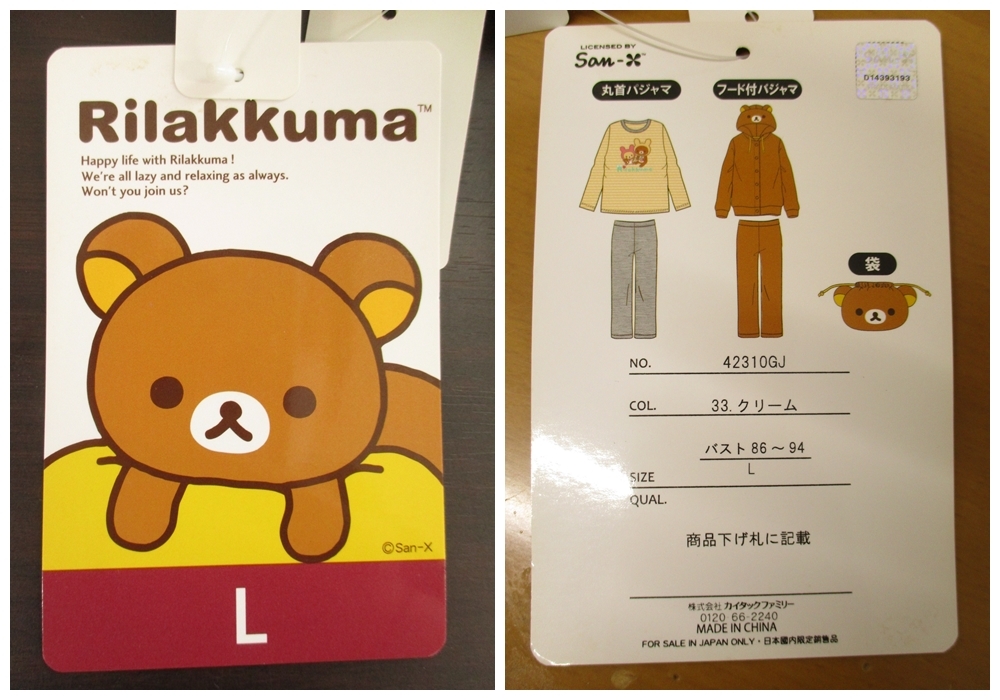 Rilakkuma™
Happy life with Rilakkuma !
We're all lazy and relaxing as always.
Won't you join us?
©San-X
L
LICENSED BY
San-X™
D14393193
丸首パジャマ
フード付パジャマ
袋
NO. 42310GJ
COL. 33.クリーム
バスト 86～94
SIZE L
QUAL.
商品下げ札に記載
株式会社 カイタックファミリー
0120-66-2240
MADE IN CHINA
FOR SALE IN JAPAN ONLY・日本國内限定銷售品